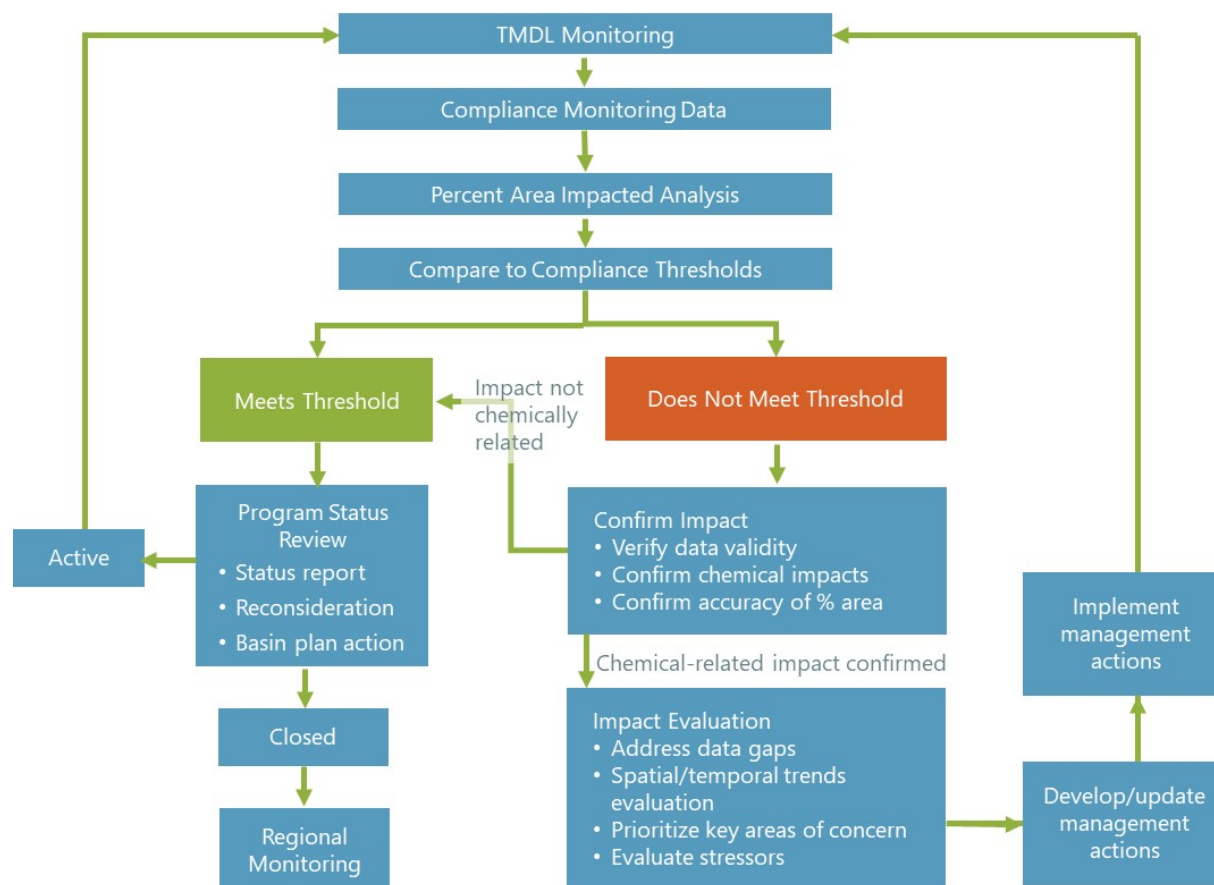 TMDL Monitoring
Compliance Monitoring Data
Percent Area Impacted Analysis
Compare to Compliance Thresholds
Meets Threshold
Impact not
chemically
related
Does Not Meet Threshold
Program Status
Review
• Status report
• Reconsideration
• Basin plan action
Active
Confirm Impact
• Verify data validity
• Confirm chemical impacts
• Confirm accuracy of % area
Chemical-related impact confirmed
Implement
management
actions
Closed
Impact Evaluation
• Address data gaps
• Spatial/temporal trends
evaluation
• Prioritize key areas of concern
• Evaluate stressors
Develop/update
management
actions
Regional
Monitoring